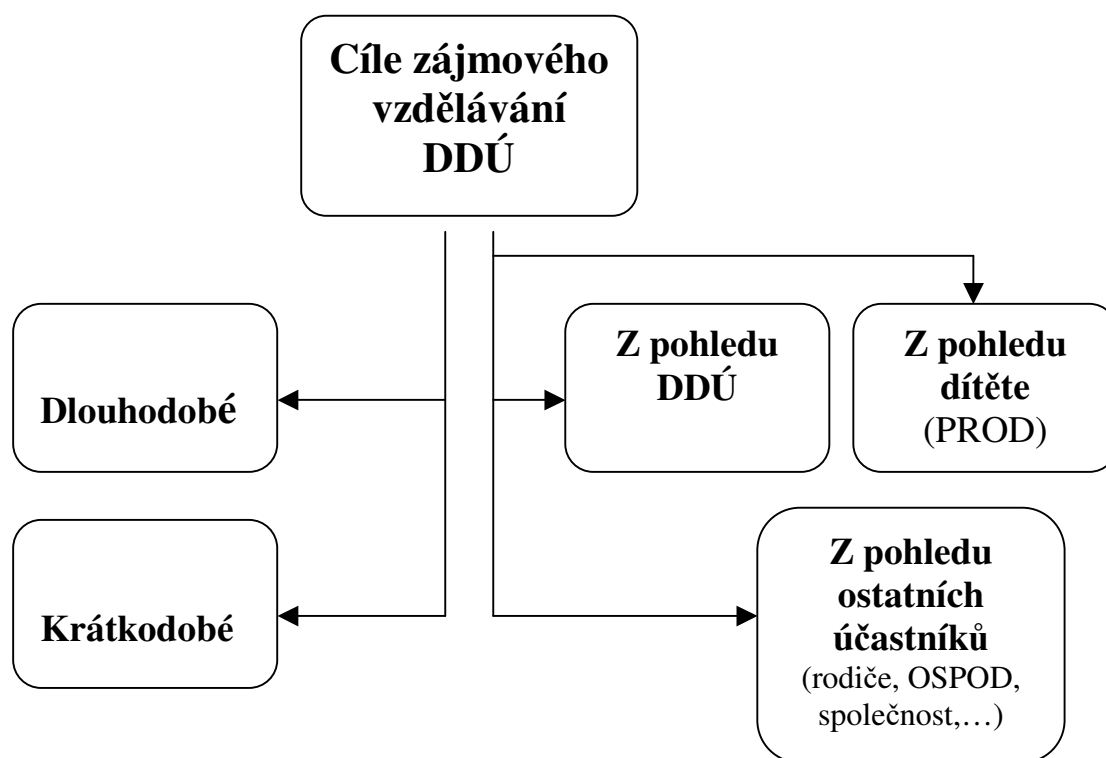 Cíle zájmového
vzdělávání
DDÚ
Dlouhodobé
Z pohledu
DDÚ
Z pohledu
dítěte
(PROD)
Krátkodobé
Z pohledu
ostatních
účastníků
(rodiče, OSPOD,
společnost,…)